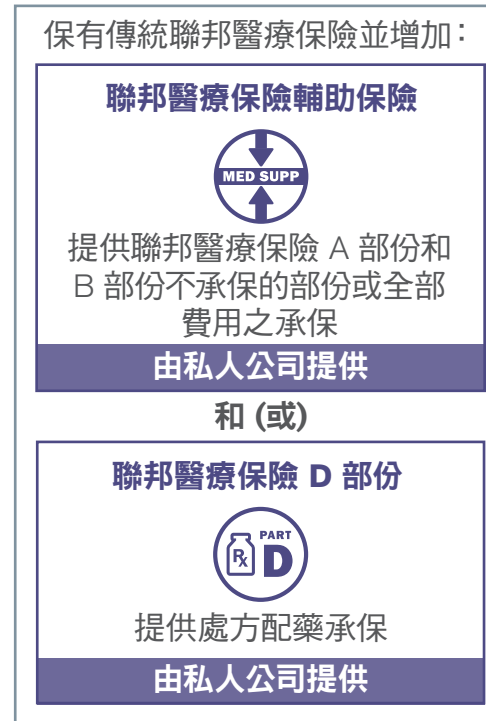 保有傳統聯邦醫療保險並增加：
聯邦醫療保險輔助保險
MED SUPP
提供聯邦醫療保險 A 部份和
B 部份不承保的部份或全部
費用之承保
由私人公司提供
和 (或)
聯邦醫療保險 D 部份
PART
Rx D
提供處方配藥承保
由私人公司提供